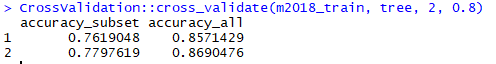 > CrossValidation::cross_validate(m2018_train, tree, 2, 0.8)
accuracy_subset accuracy_all
1 0.7619048 0.8571429
2 0.7797619 0.8690476